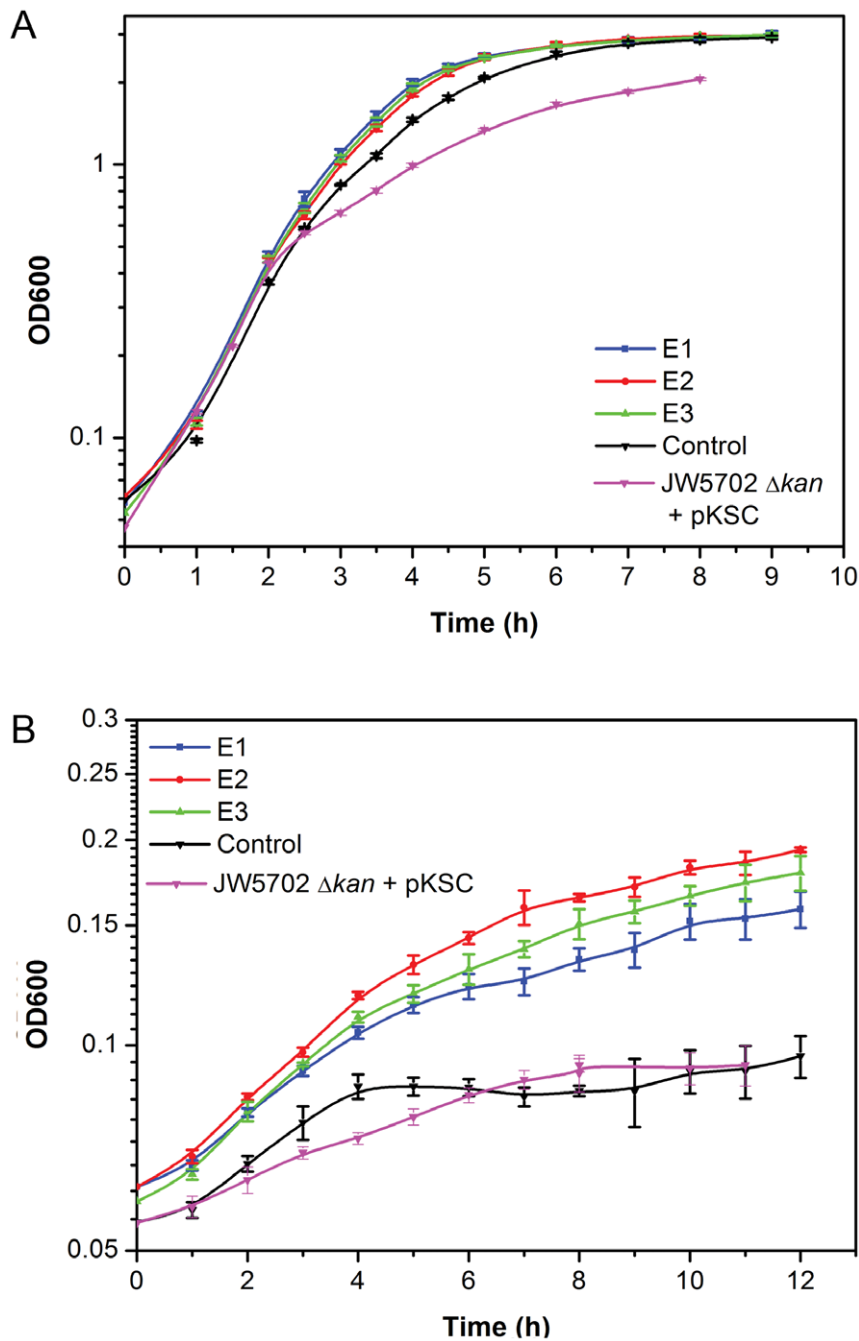 A
1
0.1
OD600
E1
E2
E3
Control
JW5702 Δkan
+ pKSC
0 1 2 3 4 5 6 7 8 9 10
Time (h)
B
0.3
0.25
0.2
0.15
0.1
0.05
OD600
E1
E2
E3
Control
JW5702 Δkan + pKSC
0 2 4 6 8 10 12
Time (h)